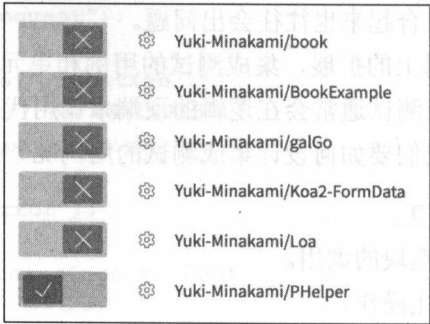 Yuki-Minakami/book
Yuki-Minakami/BookExample
Yuki-Minakami/galGo
Yuki-Minakami/Koa2-FormData
Yuki-Minakami/Loa
Yuki-Minakami/PHelper